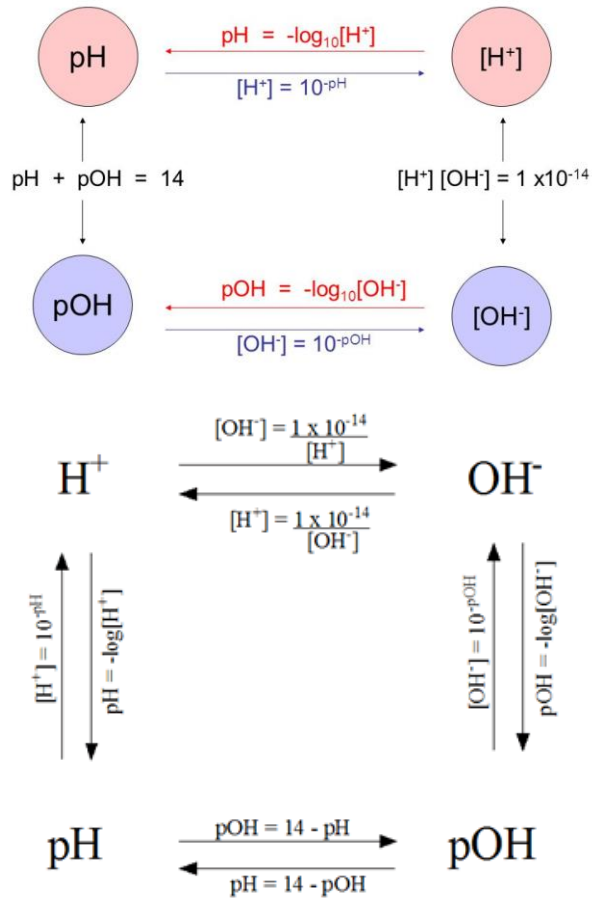 pH
pH = -log₁₀[H⁺]
[H⁺] = 10⁻ᵖᴴ
[H⁺]
pH + pOH = 14
[H⁺] [OH⁻] = 1 x10⁻¹⁴
pOH
pOH = -log₁₀[OH⁻]
[OH⁻] = 10⁻ᵖᴼᴴ
[OH⁻]
[OH⁻] = 1 x 10⁻¹⁴
[H⁺]
H⁺
OH⁻
[H⁺] = 1 x 10⁻¹⁴
[OH⁻]
[H⁺] = 10⁻ᵖᴴ
pH = -log[H⁺]
[OH⁻] = 10⁻ᵖᴼᴴ
pOH = -log[OH⁻]
pH
pOH = 14 - pH
pH = 14 - pOH
pOH